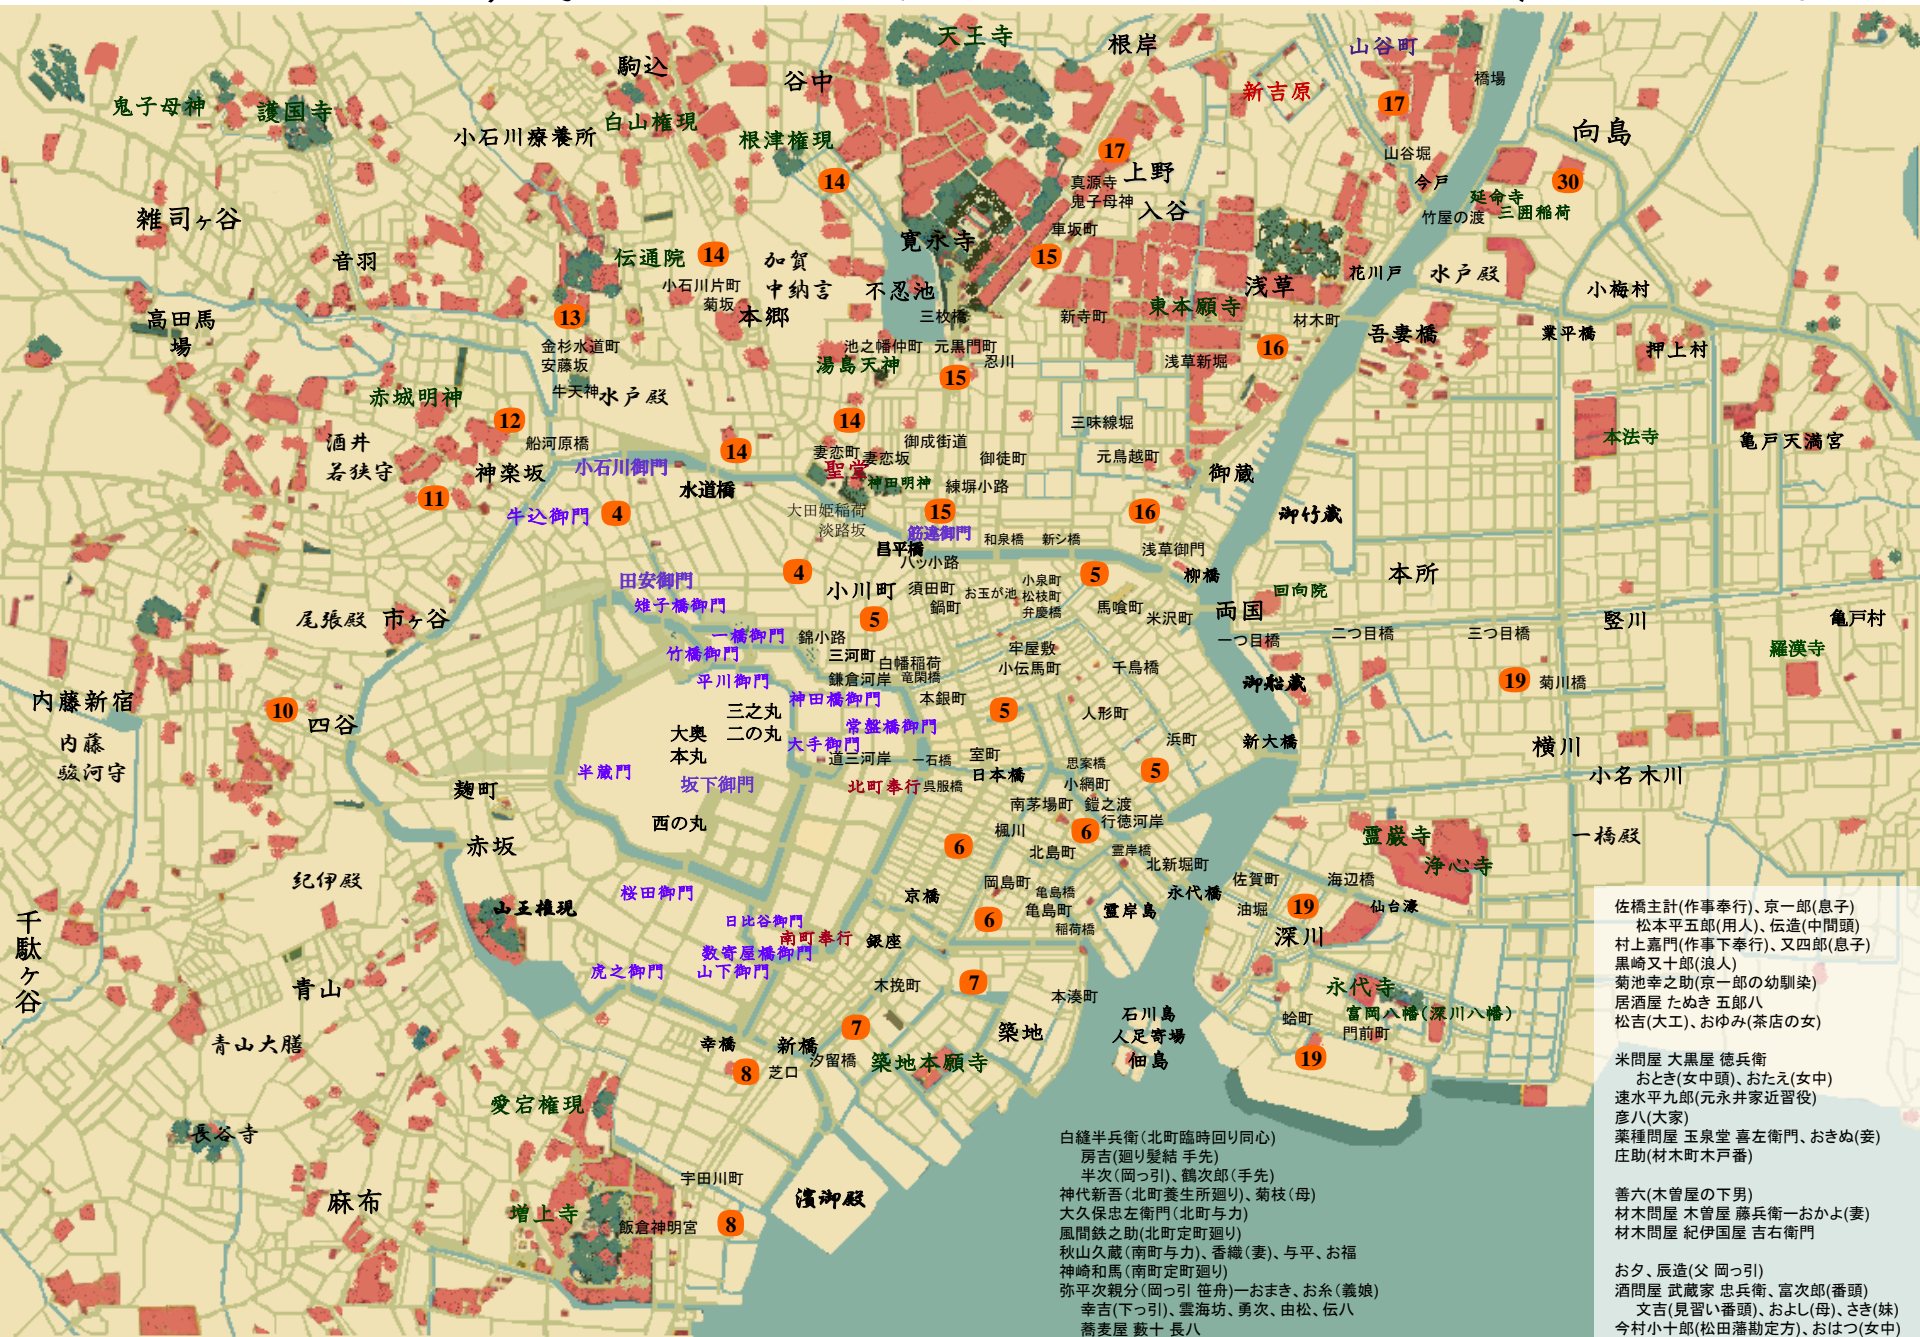 天王寺
根岸
山谷町
駒込
谷中
新吉原
橋場
17
鬼子母神
護国寺
白山権現
小石川療養所
根津権現
向島
17
山谷堀
14
真源寺
鬼子母神
上野
今戸
30
延命寺
三囲稲荷
竹屋の渡
雑司ヶ谷
入谷
車坂町
寛永寺
音羽
伝通院
14
加賀
中納言
15
花川戸
水戸殿
小石川片町
菊坂
不忍池
浅草
小梅村
高田馬
場
13
本郷
三枚橋
新寺町
東本願寺
材木町
吾妻橋
業平橋
押上村
金杉水道町
安藤坂
池之幡仲町
元黒門町
湯島天神
忍川
浅草新堀
16
15
牛天神
水戸殿
赤城明神
12
14
三味線堀
本法寺
亀戸天満宮
酒井
若狭守
船河原橋
神楽坂
小石川御門
14
妻恋町
妻恋坂
御成街道
御徒町
元鳥越町
御蔵
聖堂
神田明神
練塀小路
水道橋
11
牛込御門
4
大田姫稲荷
淡路坂
15
筋違御門
16
御竹蔵
昌平橋
和泉橋
新シ橋
浅草御門
八ッ小路
4
田安御門
小川町
須田町
鍋町
お玉が池
小泉町
松枝町
弁慶橋
5
柳橋
本所
回向院
雉子橋御門
馬喰町
米沢町
両国
尾張殿
市ヶ谷
5
一橋御門
錦小路
竹橋御門
三河町
白幡稲荷
牢屋敷
小伝馬町
千鳥橋
一つ目橋
二つ目橋
三つ目橋
竪川
亀戸村
羅漢寺
平川御門
鎌倉河岸
竜閑橋
御船蔵
19
菊川橋
内藤新宿
10
四谷
神田橋御門
本銀町
5
人形町
三之丸
二の丸
大奥
本丸
常盤橋御門
大手御門
道三河岸
一石橋
室町
浜町
新大橋
横川
内藤
駿河守
半蔵門
坂下御門
北町奉行
呉服橋
日本橋
思案橋
小網町
5
小名木川
麹町
西の丸
南茅場町
鎧之渡
行徳河岸
楓川
6
赤坂
6
北島町
霊岸橋
北新堀町
霊巌寺
浄心寺
一橋殿
紀伊殿
桜田御門
岡島町
亀島橋
亀島町
京橋
永代橋
佐賀町
海辺橋
山王権現
霊岸島
油堀
19
仙台濠
日比谷御門
南町奉行
銀座
6
稲荷橋
深川
千駄ヶ谷
数寄屋橋御門
虎之御門
山下御門
青山
木挽町
7
本湊町
永代寺
富岡八幡(深川八幡)
石川島
人足寄場
佃島
蛤町
門前町
青山大膳
幸橋
新橋
7
築地
汐留橋
築地本願寺
8
芝口
19
愛宕権現
長谷寺
宇田川町
麻布
増上寺
飯倉神明宮
8
濱御殿
白縫半兵衛(北町臨時回り同心)
房吉(廻り髪結 手先)
半次(岡っ引)、鶴次郎(手先)
神代新吾(北町養生所廻り)、菊枝(母)
大久保忠左衛門(北町与力)
風間鉄之助(北町定町廻り)
秋山久蔵(南町与力)、香織(妻)、与平、お福
神崎和馬(南町定町廻り)
弥平次親分(岡っ引 笹舟)ーおまき、お糸(義娘)
幸吉(下っ引)、雲海坊、勇次、由松、伝八
蕎麦屋 藪十 長八
佐橋主計(作事奉行)、京一郎(息子)
松本平五郎(用人)、伝造(中間頭)
村上嘉門(作事下奉行)、又四郎(息子)
黒崎又十郎(浪人)
菊池幸之助(京一郎の幼馴染)
居酒屋 たぬき 五郎八
松吉(大工)、おゆみ(茶店の女)
米問屋 大黒屋 徳兵衛
おとき(女中頭)、おたえ(女中)
速水平九郎(元永井家近習役)
彦八(大家)
薬種問屋 玉泉堂 喜左衛門、おきぬ(妾)
庄助(材木町木戸番)
善六(木曽屋の下男)
材木問屋 木曽屋 藤兵衛ーおかよ(妻)
材木問屋 紀伊国屋 吉右衛門
お夕、辰造(父 岡っ引)
酒問屋 武蔵家 忠兵衛、富次郎(番頭)
文吉(見習い番頭)、およし(母)、さき(妹)
今村小十郎(松田藩勘定方)、おはつ(女中)